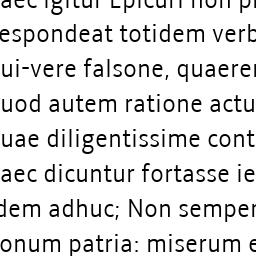 aec igitur Epicuri non p
espondeat totidem verb
ui-vere falsone, quaerer
uod autem ratione actu
uae diligentissime cont
aec dicuntur fortasse ie
dem adhuc; Non semper
onum patria: miserum e